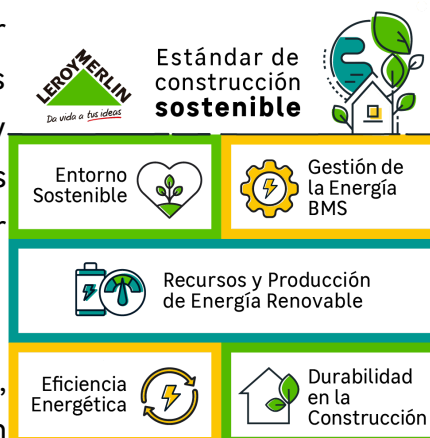 LEROY MERLIN
Da vida a tus ideas
Estándar de
construcción
sostenible
Entorno
Sostenible
Gestión de
la Energía
BMS
Recursos y Producción
de Energía Renovable
Eficiencia
Energética
Durabilidad
en la
Construcción